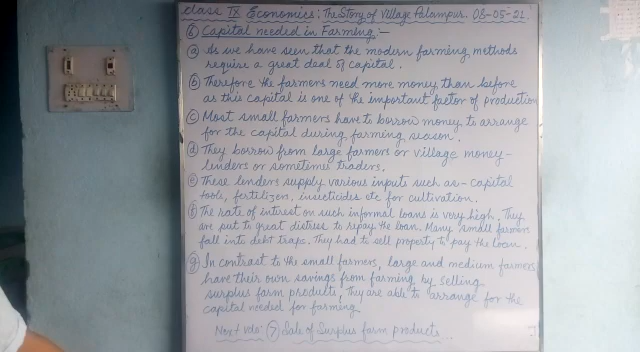 class IX Economics: The Story of Village Palampur. 08-05-21.
⑥ Capital needed in Farming:-
ⓐ As we have seen that the modern farming methods
require a great deal of capital.
ⓑ Therefore the farmers need more money than before
as this capital is one of the important factor of production
ⓒ Most small farmers have to borrow money to arrange
for the capital during farming season.
ⓓ They borrow from large farmers or village money-
lenders or sometimes traders.
ⓔ These lenders supply various inputs such as - capital
tools, fertilizers, insecticides etc for cultivation.
ⓕ The rate of interest on such informal loans is very high. They
are put to great distress to repay the loan. Many small farmers
fall into debt traps. They had to sell property to pay the loan.
ⓖ In contract to the small farmers, large and medium farmers
have their own savings from farming by selling
surplus farm products, They are able to arrange for the
capital needed for farming
Next vdo: ⑦ Sale of Surplus farm products..